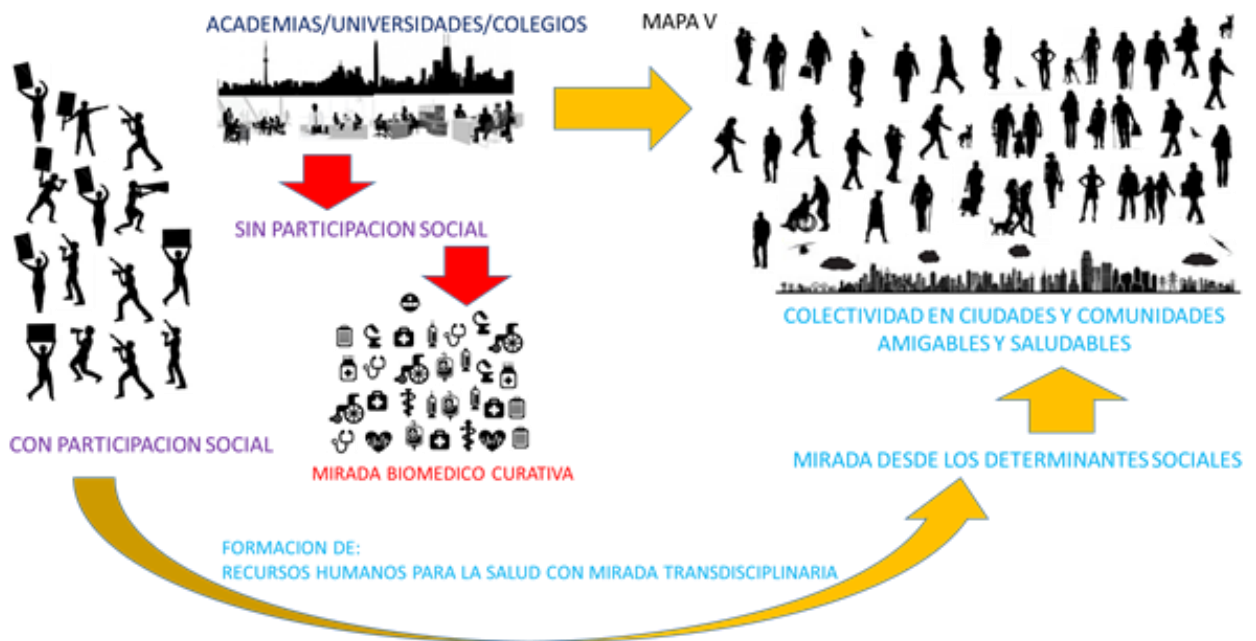 ACADEMIAS/UNIVERSIDADES/COLEGIOS
MAPA V
SIN PARTICIPACION SOCIAL
COLECTIVIDAD EN CIUDADES Y COMUNIDADES
AMIGABLES Y SALUDABLES
CON PARTICIPACION SOCIAL
MIRADA BIOMEDICO CURATIVA
MIRADA DESDE LOS DETERMINANTES SOCIALES
FORMACION DE:
RECURSOS HUMANOS PARA LA SALUD CON MIRADA TRANSDISCIPLINARIA